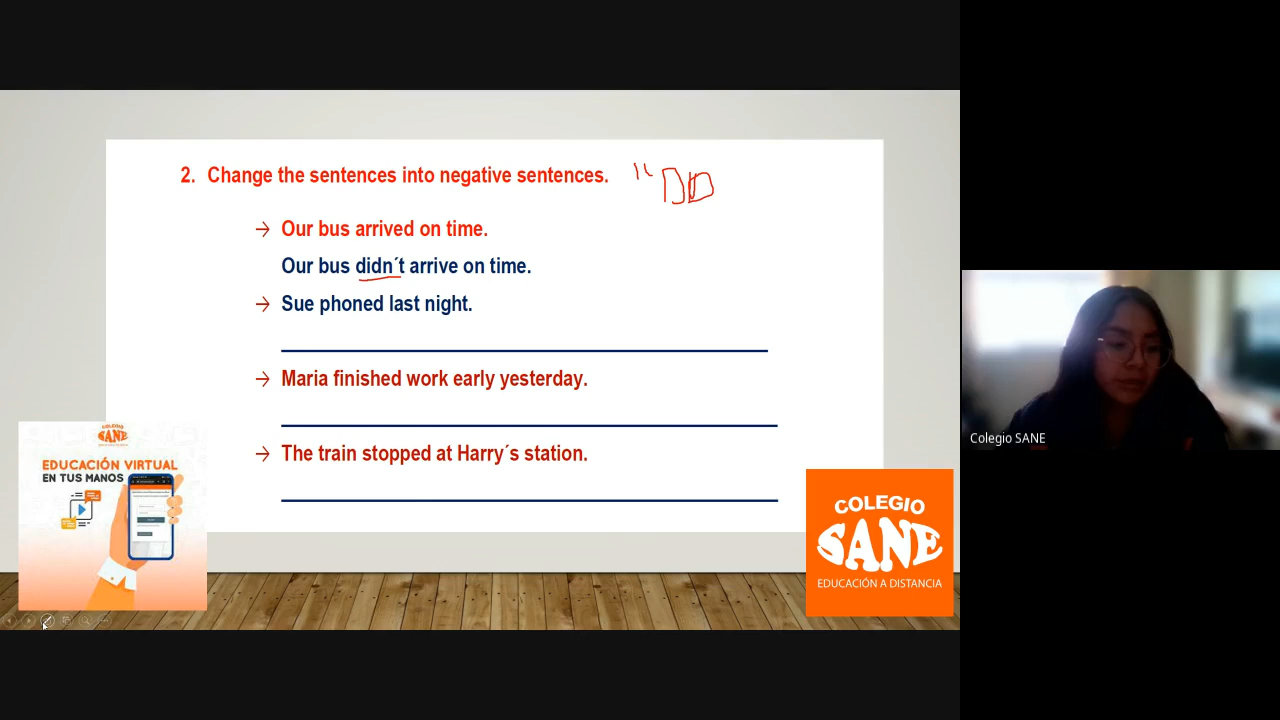 2. Change the sentences into negative sentences.
→ Our bus arrived on time.
Our bus didn´t arrive on time.
→ Sue phoned last night.
→ Maria finished work early yesterday.
→ The train stopped at Harry´s station.
COLEGIO
SANE
EDUCACIÓN VIRTUAL
EN TUS MANOS
COLEGIO
SANE
EDUCACIÓN A DISTANCIA
Colegio SANE